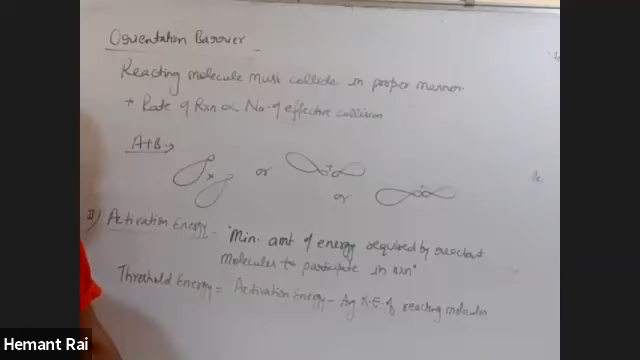 Orientation Barrier
Reacting molecule must collide in proper manner.
* Rate of Rxn ∝ No. of effective collision
A+B →
or
or
II) Activation Energy - "Min. amt of energy required by reactant
molecules to participate in rxn"
Threshold Energy = Activation Energy - Avg K.E. of reacting molecules
Hemant Rai